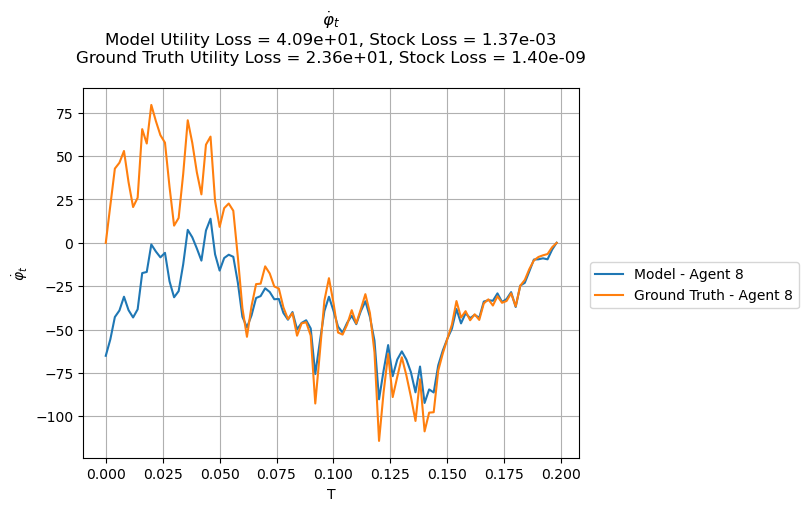 φ̇ₜ
Model Utility Loss = 4.09e+01, Stock Loss = 1.37e-03
Ground Truth Utility Loss = 2.36e+01, Stock Loss = 1.40e-09
75
50
25
0
−25
−50
−75
−100
φ̇ₜ
0.000 0.025 0.050 0.075 0.100 0.125 0.150 0.175 0.200
T
Model - Agent 8
Ground Truth - Agent 8